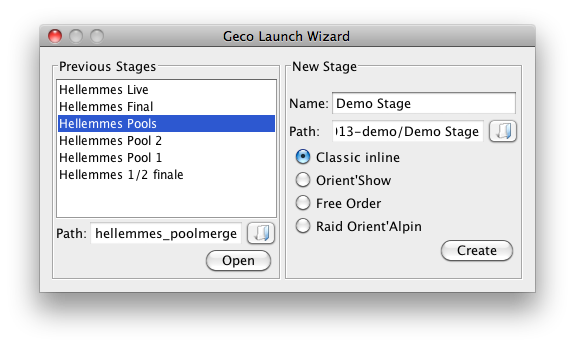 Geco Launch Wizard
Previous Stages
Hellemmes Live
Hellemmes Final
Hellemmes Pools
Hellemmes Pool 2
Hellemmes Pool 1
Hellemmes 1/2 finale
Path: hellemmes_poolmerge
Open
New Stage
Name: Demo Stage
Path: 013-demo/Demo Stage
Classic inline
Orient'Show
Free Order
Raid Orient'Alpin
Create